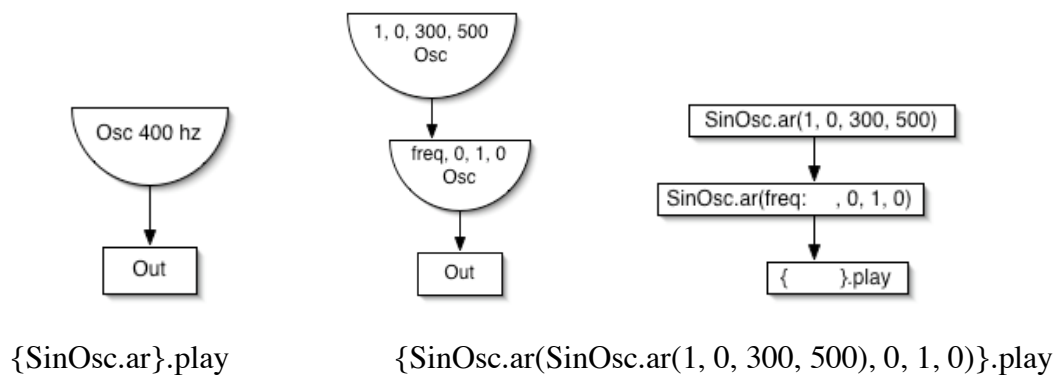 Osc 400 hz
Out
1, 0, 300, 500
Osc
freq, 0, 1, 0
Osc
Out
SinOsc.ar(1, 0, 300, 500)
SinOsc.ar(freq:     , 0, 1, 0)
{          }.play
{SinOsc.ar}.play
{SinOsc.ar(SinOsc.ar(1, 0, 300, 500), 0, 1, 0)}.play